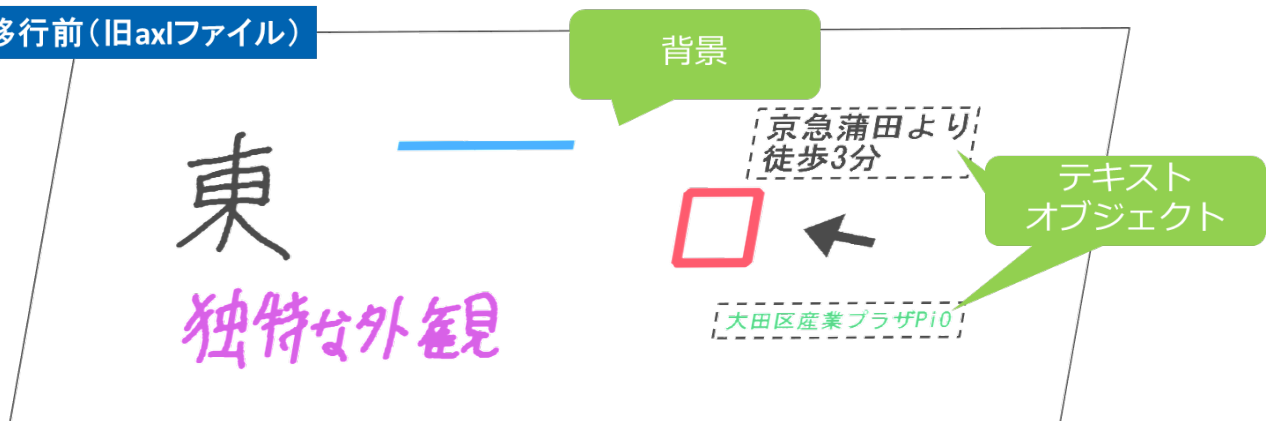 移行前（旧axlファイル）
背景
東
京急蒲田より
徒歩3分
テキスト
オブジェクト
独特な外観
大田区産業プラザPiO